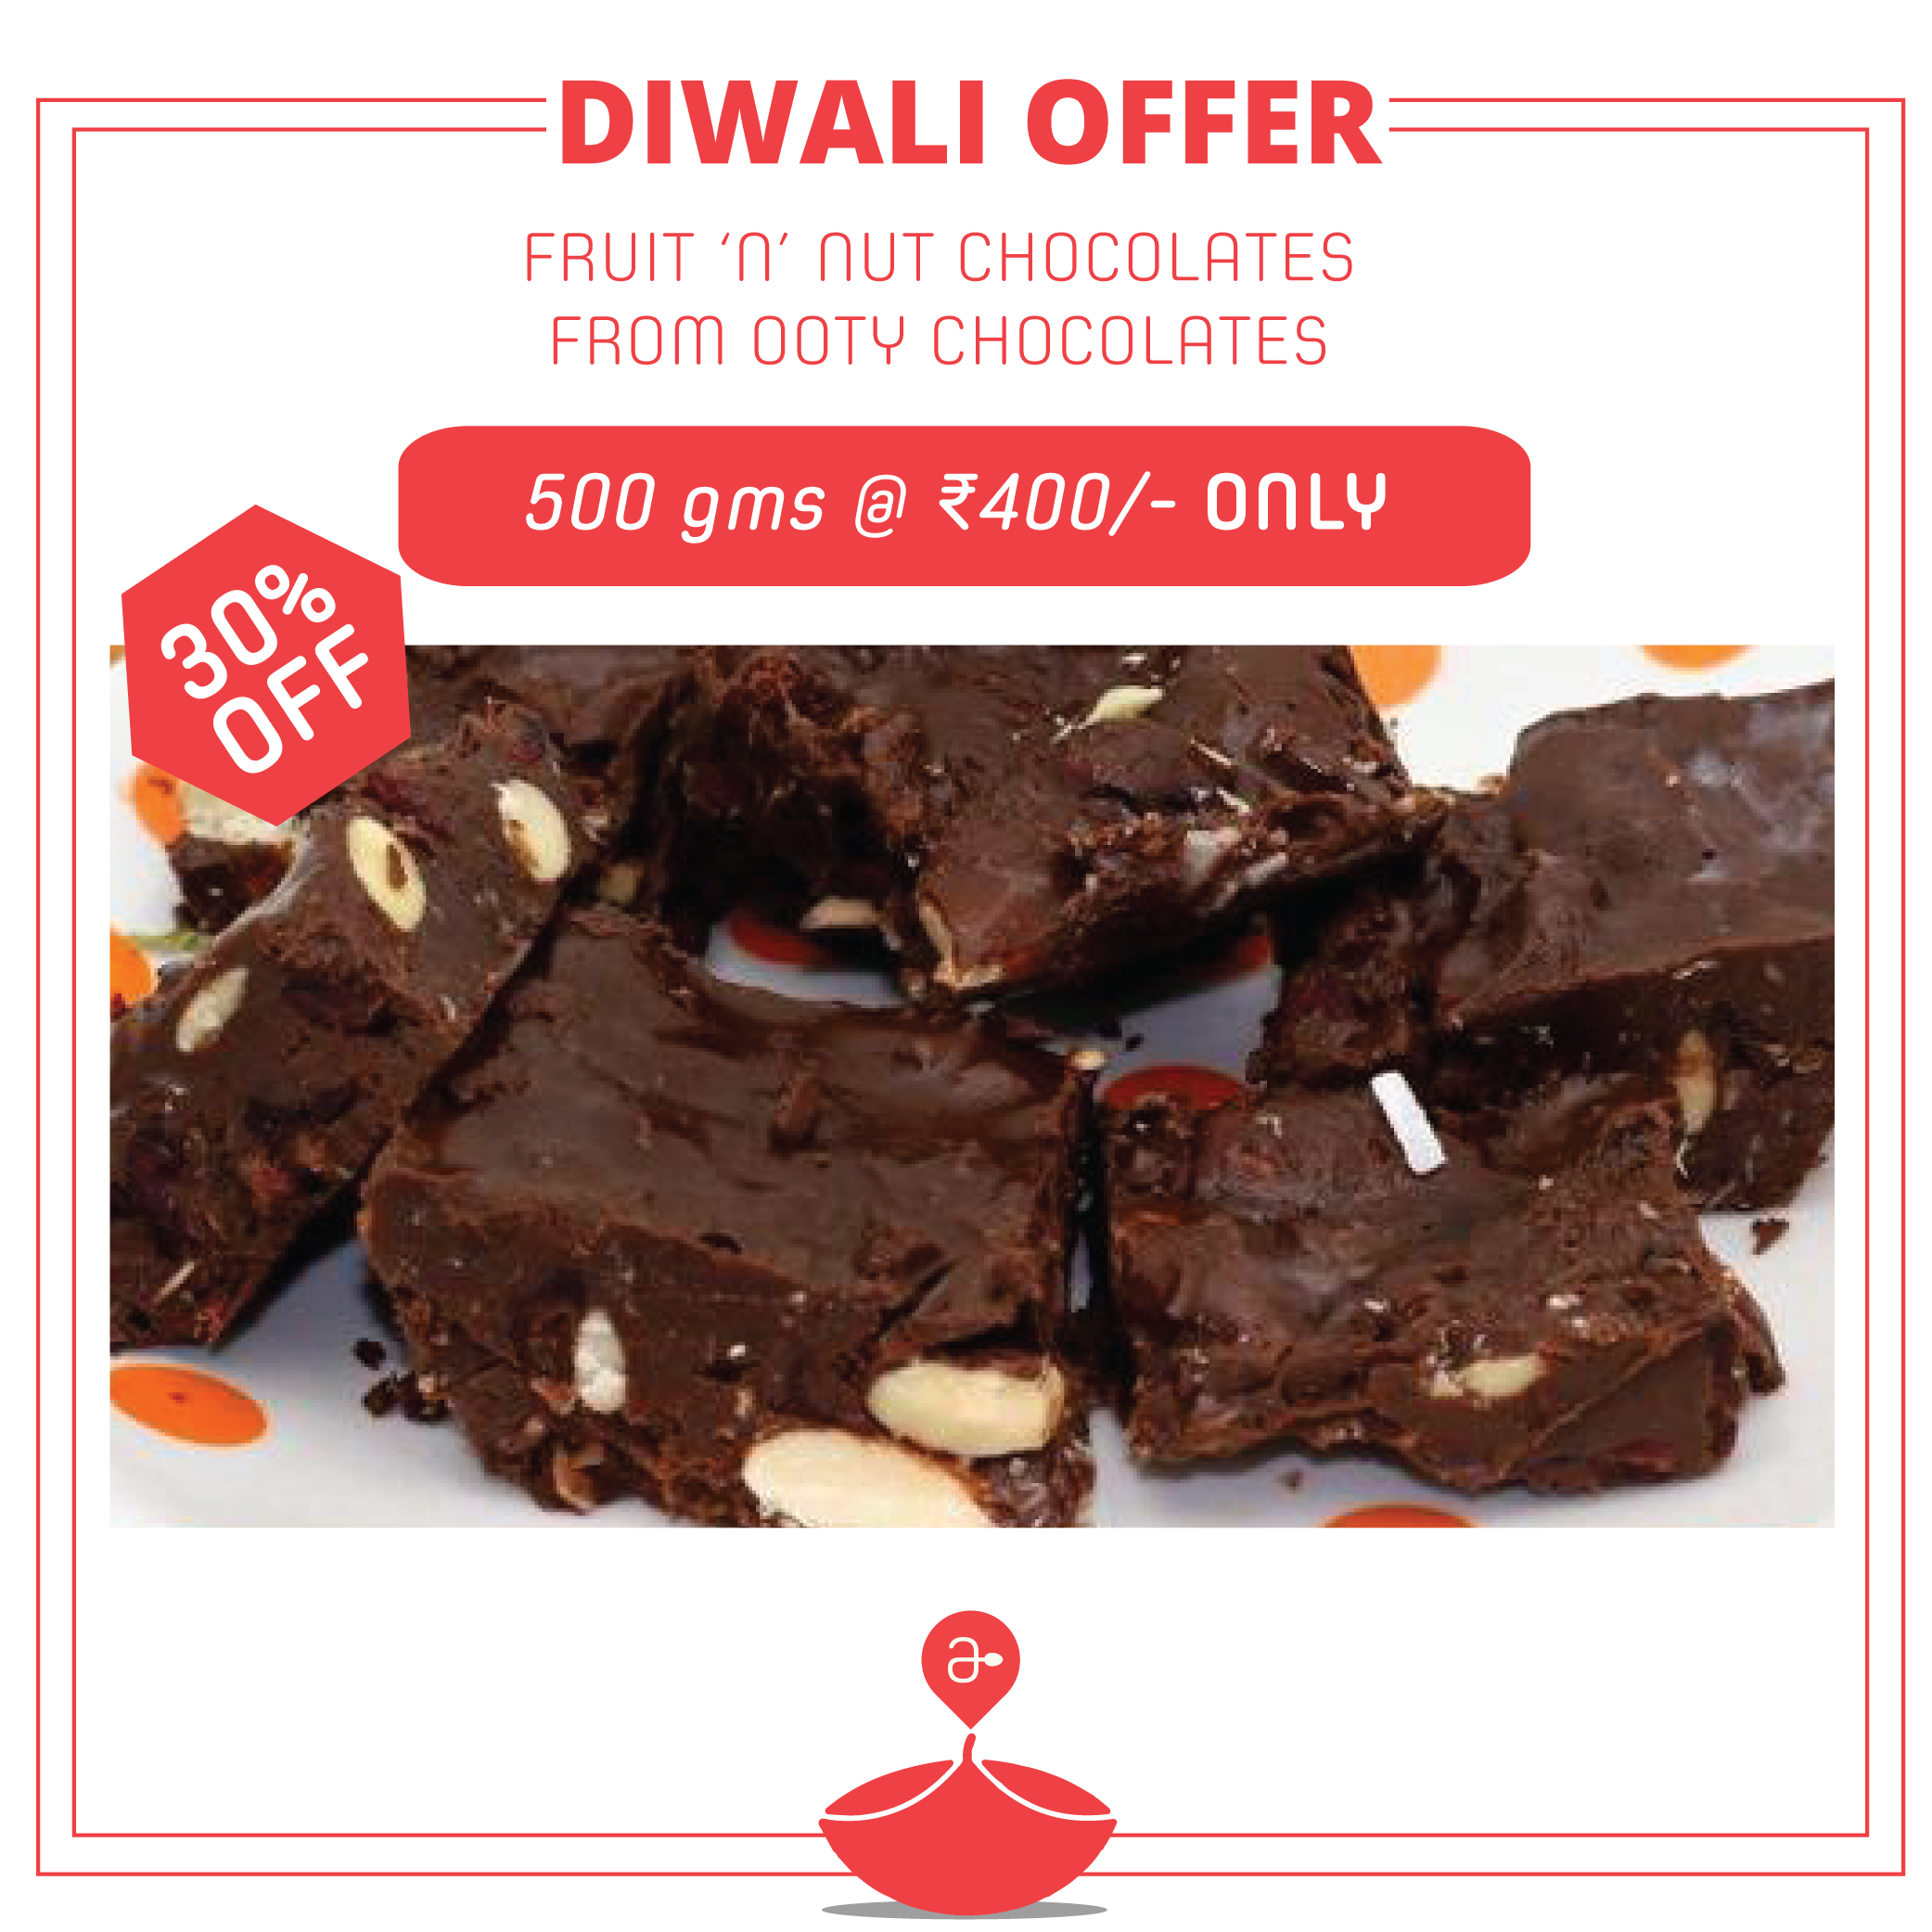 DIWALI OFFER
FRUIT ‘N’ NUT CHOCOLATES
FROM OOTY CHOCOLATES
500 gms @ ₹400/- ONLY
30%
OFF
a